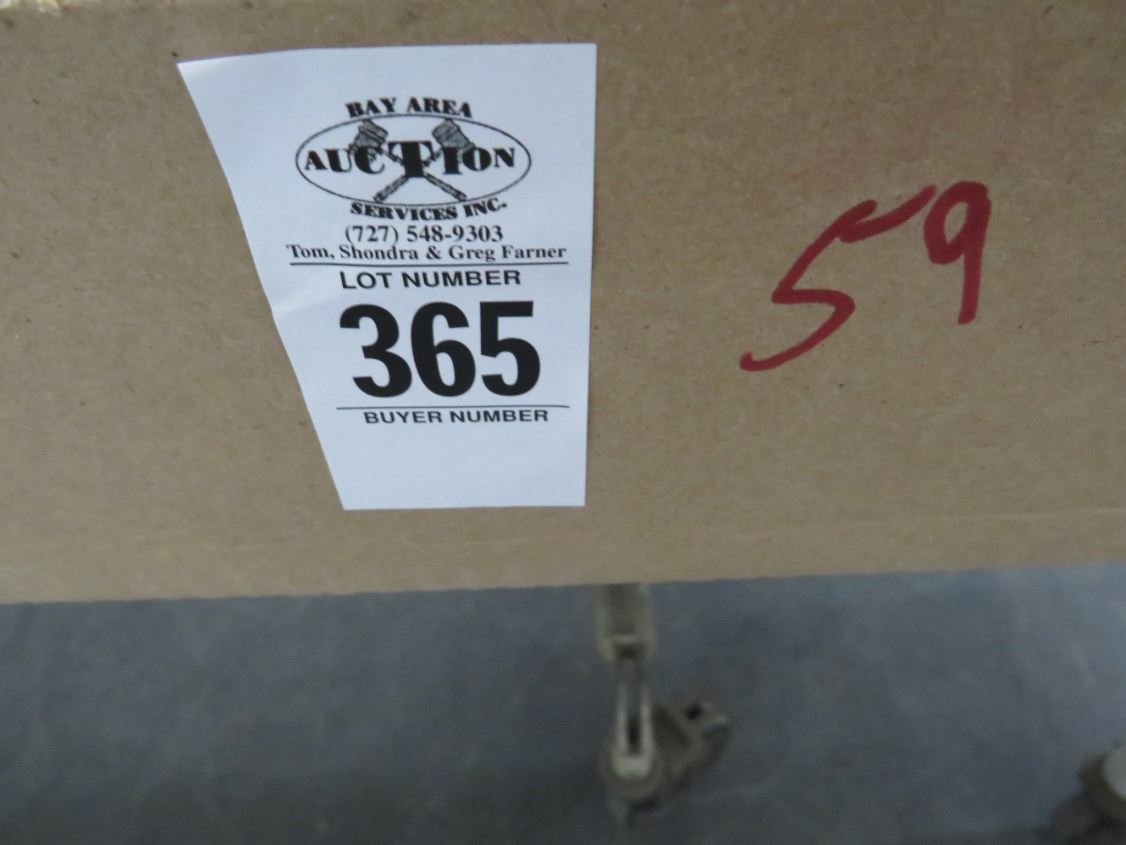 BAY AREA
AUCTION
SERVICES INC.
(727) 548-9303
Tom, Shondra & Greg Farner
LOT NUMBER
365
BUYER NUMBER
59